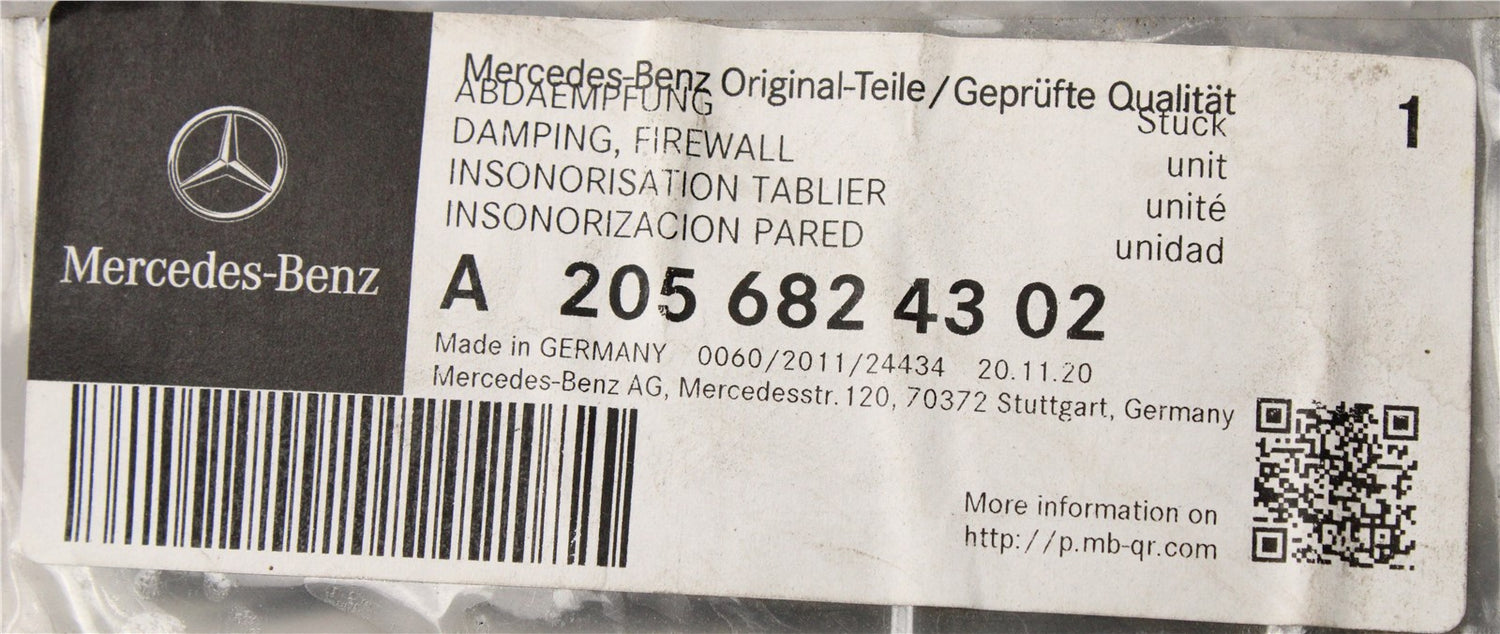 Mercedes-Benz
Mercedes-Benz Original-Teile/Geprüfte Qualität
1
ABDAEMPFUNG Stück
DAMPING, FIREWALL unit
INSONORISATION TABLIER unité
INSONORIZACION PARED unidad
A 205 682 43 02
Made in GERMANY 0060/2011/24434 20.11.20
Mercedes-Benz AG, Mercedesstr. 120, 70372 Stuttgart, Germany
More information on
http://p.mb-qr.com